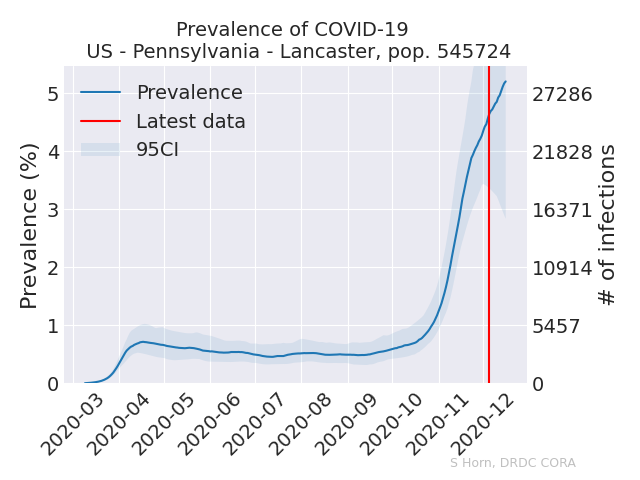 Prevalence of COVID-19
US - Pennsylvania - Lancaster, pop. 545724
Prevalence
Latest data
95CI
Prevalence (%)
5
4
3
2
1
0
27286
21828
16371
10914
5457
0
# of infections
2020-03
2020-04
2020-05
2020-06
2020-07
2020-08
2020-09
2020-10
2020-11
2020-12
S Horn, DRDC CORA